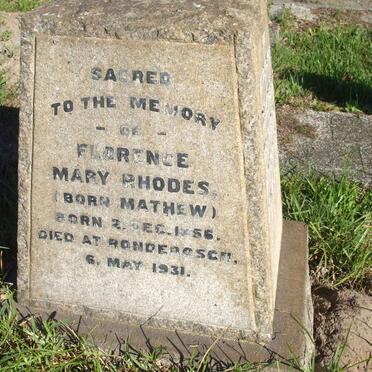 SACRED
TO THE MEMORY
- OF -
FLORENCE
MARY RHODES,
(BORN MATHEW)
BORN 2. DEC. 1856.
DIED AT RONDEBOSCH.
6. MAY 1931.